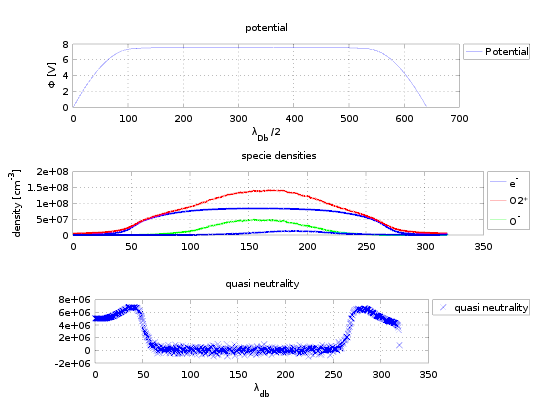 potential
Φ [V]
8
6
4
2
0
0 100 200 300 400 500 600 700
λDb /2
Potential
specie densities
density [cm-3]
2e+08
1.5e+08
1e+08
5e+07
0
0 50 100 150 200 250 300 350
e-
O2+
O-
quasi neutrality
8e+06
6e+06
4e+06
2e+06
0
-2e+06
0 50 100 150 200 250 300 350
λdb
quasi neutrality